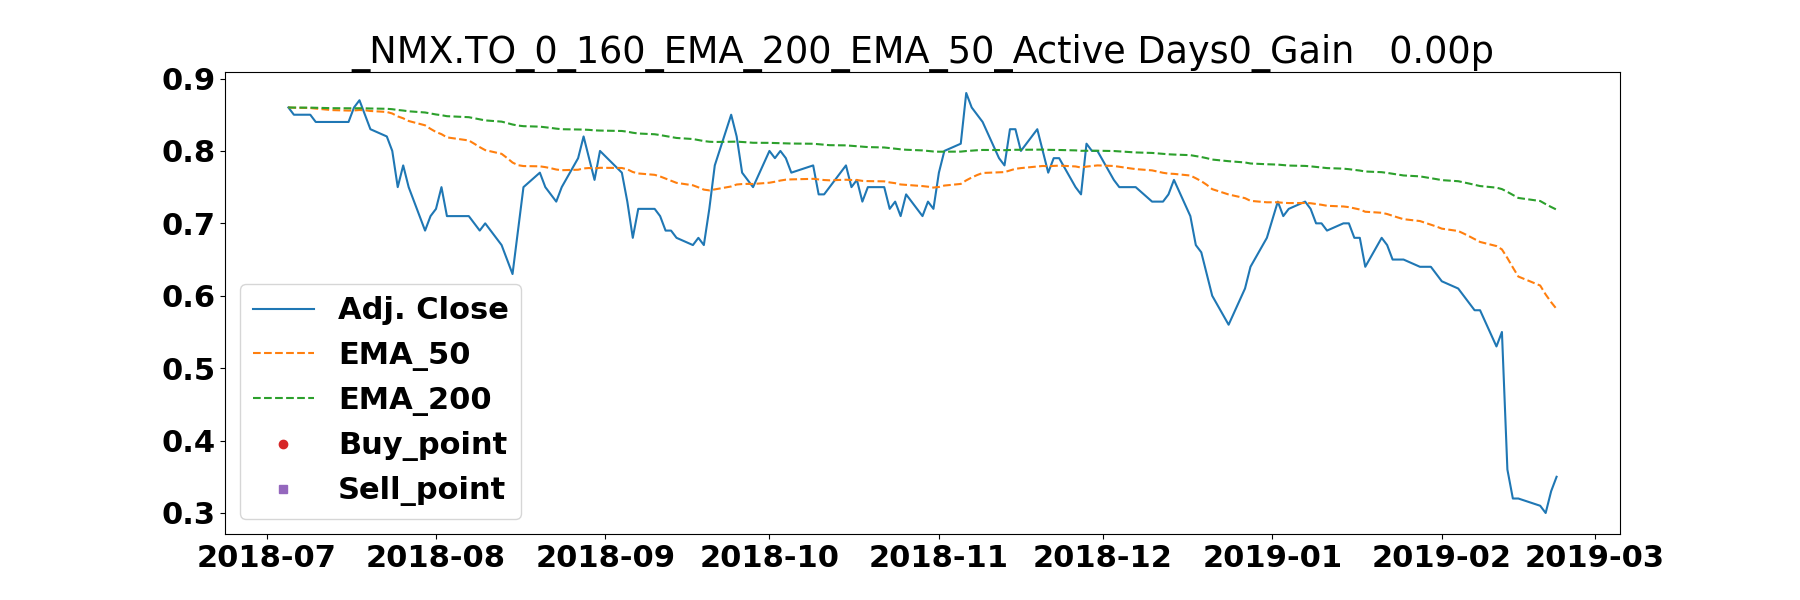 _NMX.TO_0_160_EMA_200_EMA_50_Active Days0_Gain   0.00p
0.9
0.8
0.7
0.6
0.5
0.4
0.3
Adj. Close
EMA_50
EMA_200
Buy_point
Sell_point
2018-07 2018-08 2018-09 2018-10 2018-11 2018-12 2019-01 2019-02 2019-03